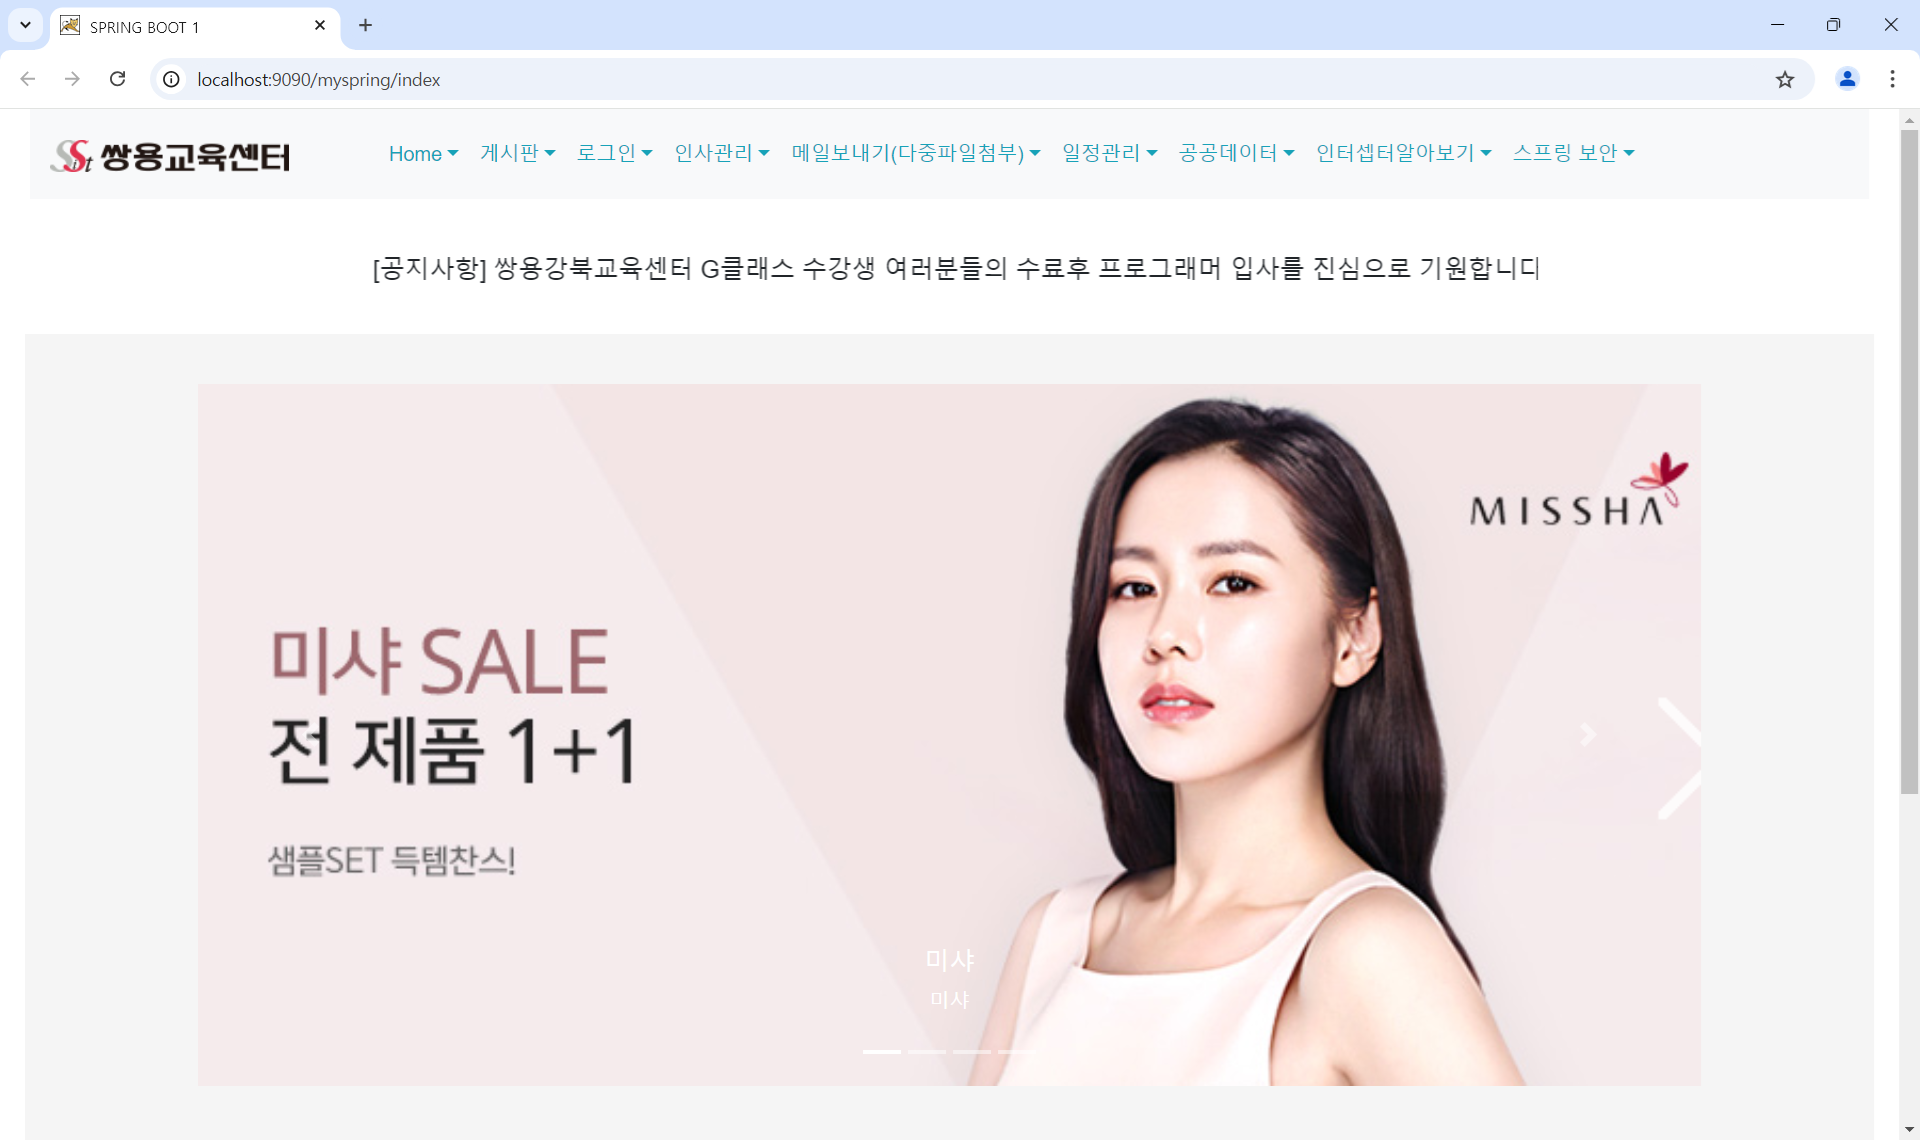 SPRING BOOT 1
localhost:9090/myspring/index
SSist 쌍용교육센터
Home 게시판 로그인 인사관리 메일보내기(다중파일첨부) 일정관리 공공데이터 인터셉터알아보기 스프링 보안
[공지사항] 쌍용강북교육센터 G클래스 수강생 여러분들의 수료후 프로그래머 입사를 진심으로 기원합니디
MISSHA
미샤 SALE
전 제품 1+1
샘플SET 득템찬스!
미샤
미샤